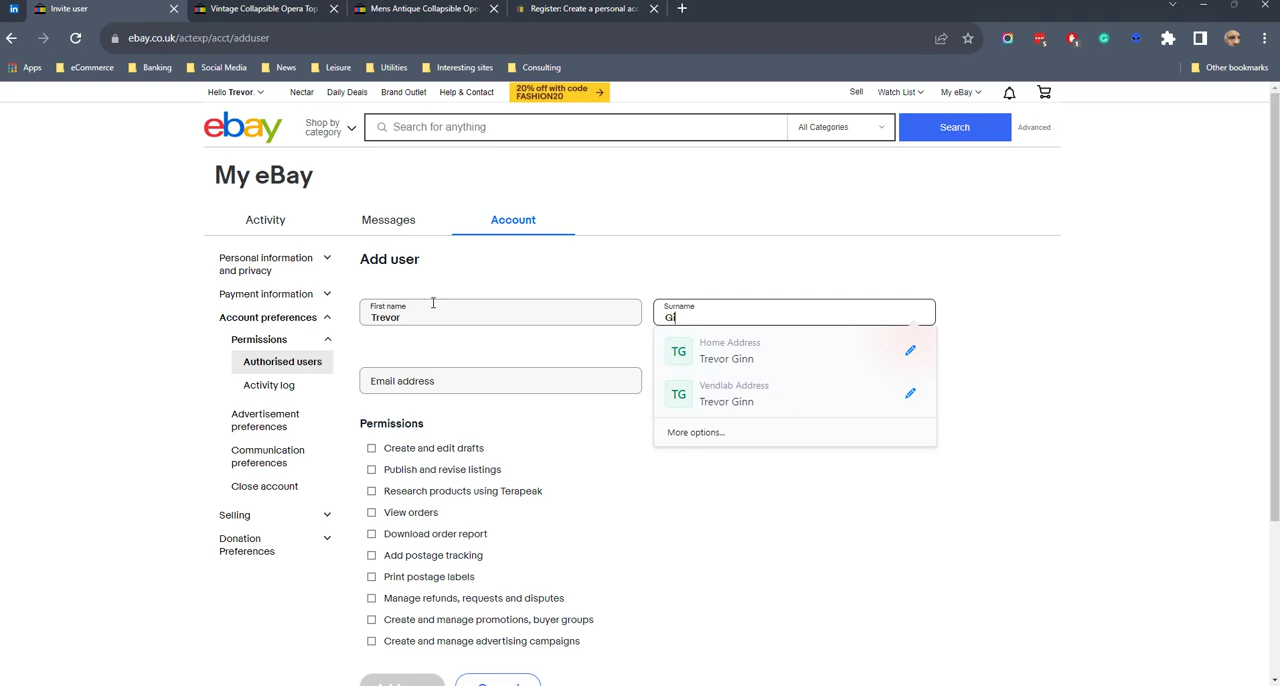 Invite user
Vintage Collapsible Opera Top
Mens Antique Collapsible Ope
Register: Create a personal acc
ebay.co.uk/actexp/acct/adduser
Apps eCommerce Banking Social Media News Leisure Utilities Interesting sites Consulting Other bookmarks
Hello Trevor. Nectar Daily Deals Brand Outlet Help & Contact 20% off with code FASHION20 Sell Watch List My eBay
ebay Shop by category Search for anything All Categories Search Advanced
My eBay
Activity Messages Account
Personal information and privacy
Payment information
Account preferences
Permissions
Authorised users
Activity log
Advertisement preferences
Communication preferences
Close account
Selling
Donation Preferences
Add user
First name
Trevor
Surname
Gi
TG Home Address
Trevor Ginn
TG Vendlab Address
Trevor Ginn
More options...
Email address
Permissions
Create and edit drafts
Publish and revise listings
Research products using Terapeak
View orders
Download order report
Add postage tracking
Print postage labels
Manage refunds, requests and disputes
Create and manage promotions, buyer groups
Create and manage advertising campaigns